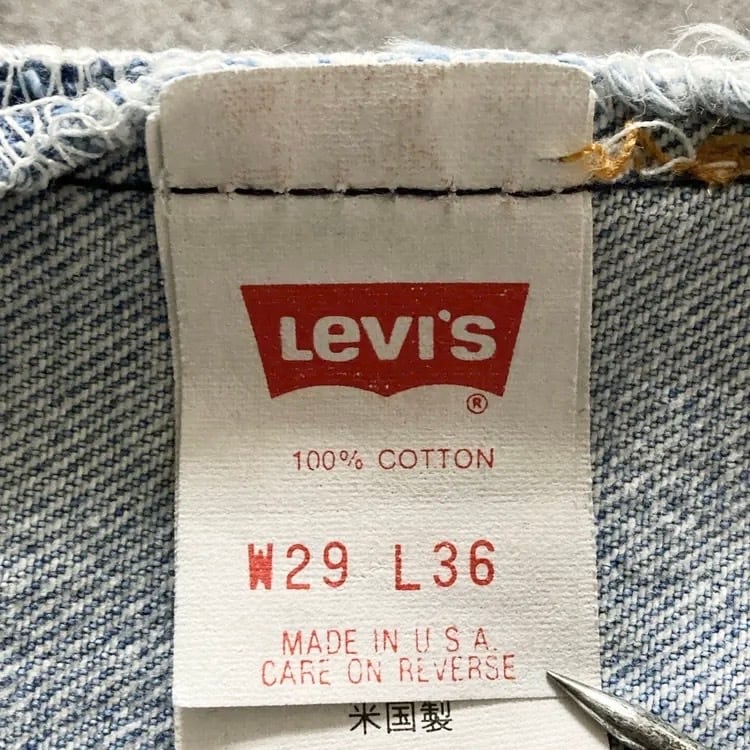 LEVI'S
®
100% COTTON
W29 L36
MADE IN U S A.
CARE ON REVERSE
米国製